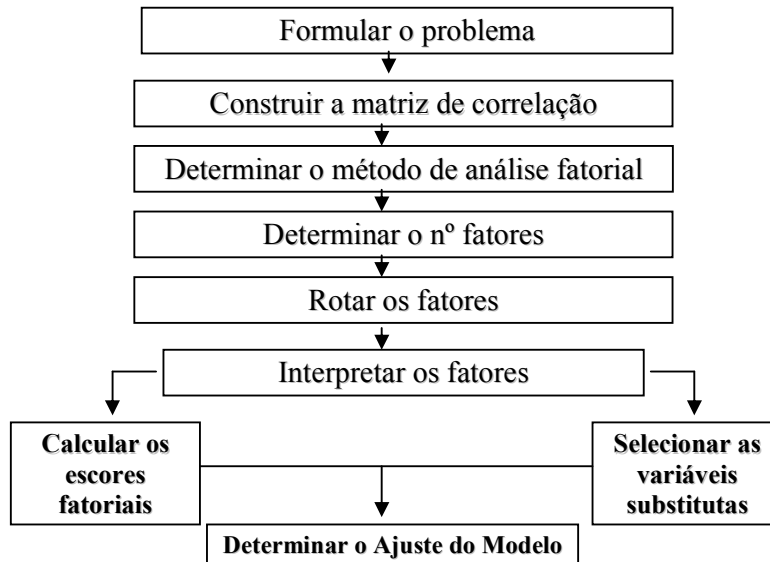 Formular o problema
Construir a matriz de correlação
Determinar o método de análise fatorial
Determinar o nº fatores
Rotar os fatores
Interpretar os fatores
Calcular os
escores
fatoriais
Selecionar as
variáveis
substitutas
Determinar o Ajuste do Modelo